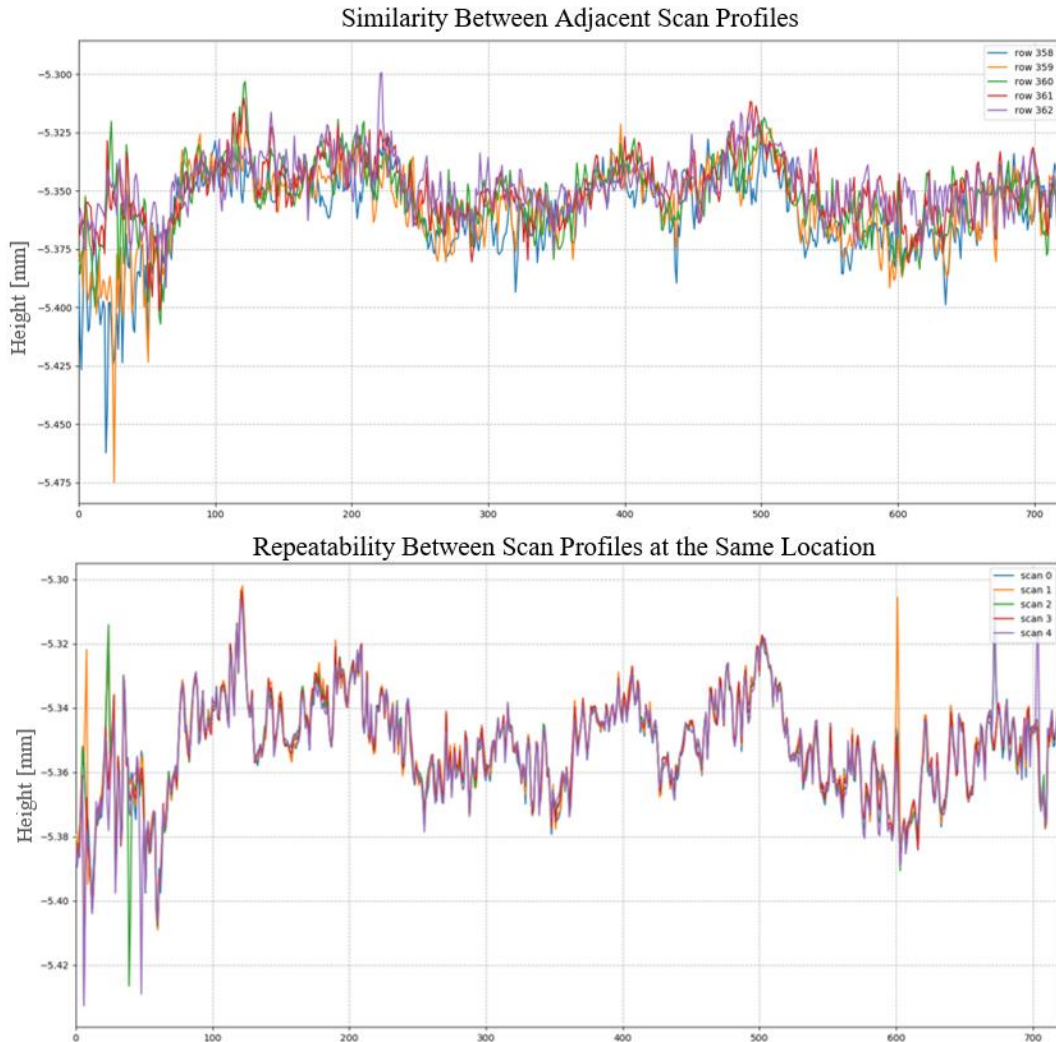 Similarity Between Adjacent Scan Profiles
−5.300
−5.325
−5.350
−5.375
−5.400
−5.425
−5.450
−5.475
Height [mm]
row 358
row 359
row 360
row 361
row 362
0 100 200 300 400 500 600 700
Repeatability Between Scan Profiles at the Same Location
−5.30
−5.32
−5.34
−5.36
−5.38
−5.40
−5.42
Height [mm]
scan 0
scan 1
scan 2
scan 3
scan 4
0 100 200 300 400 500 600 700